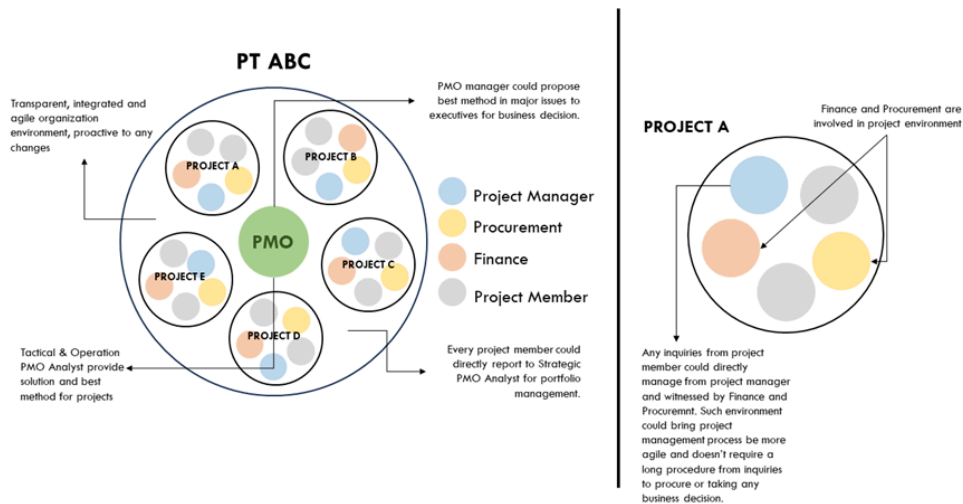 PT ABC
Transparent, integrated and
agile organization
environment, proactive to any
changes
PMO manager could propose
best method in major issues to
executives for business decision.
PROJECT A
PROJECT B
PMO
PROJECT E
PROJECT C
PROJECT D
Project Manager
Procurement
Finance
Project Member
Tactical & Operation
PMO Analyst provide
solution and best
method for projects
Every project member could
directly report to Strategic
PMO Analyst for portfolio
management.
PROJECT A
Finance and Procurement are
involved in project environment
Any inquiries from project
member could directly
manage from project manager
and witnessed by Finance and
Procuremnt. Such environment
could bring project
management process be more
agile and doesn't require a
long procedure from inquiries
to procure or taking any
business decision.